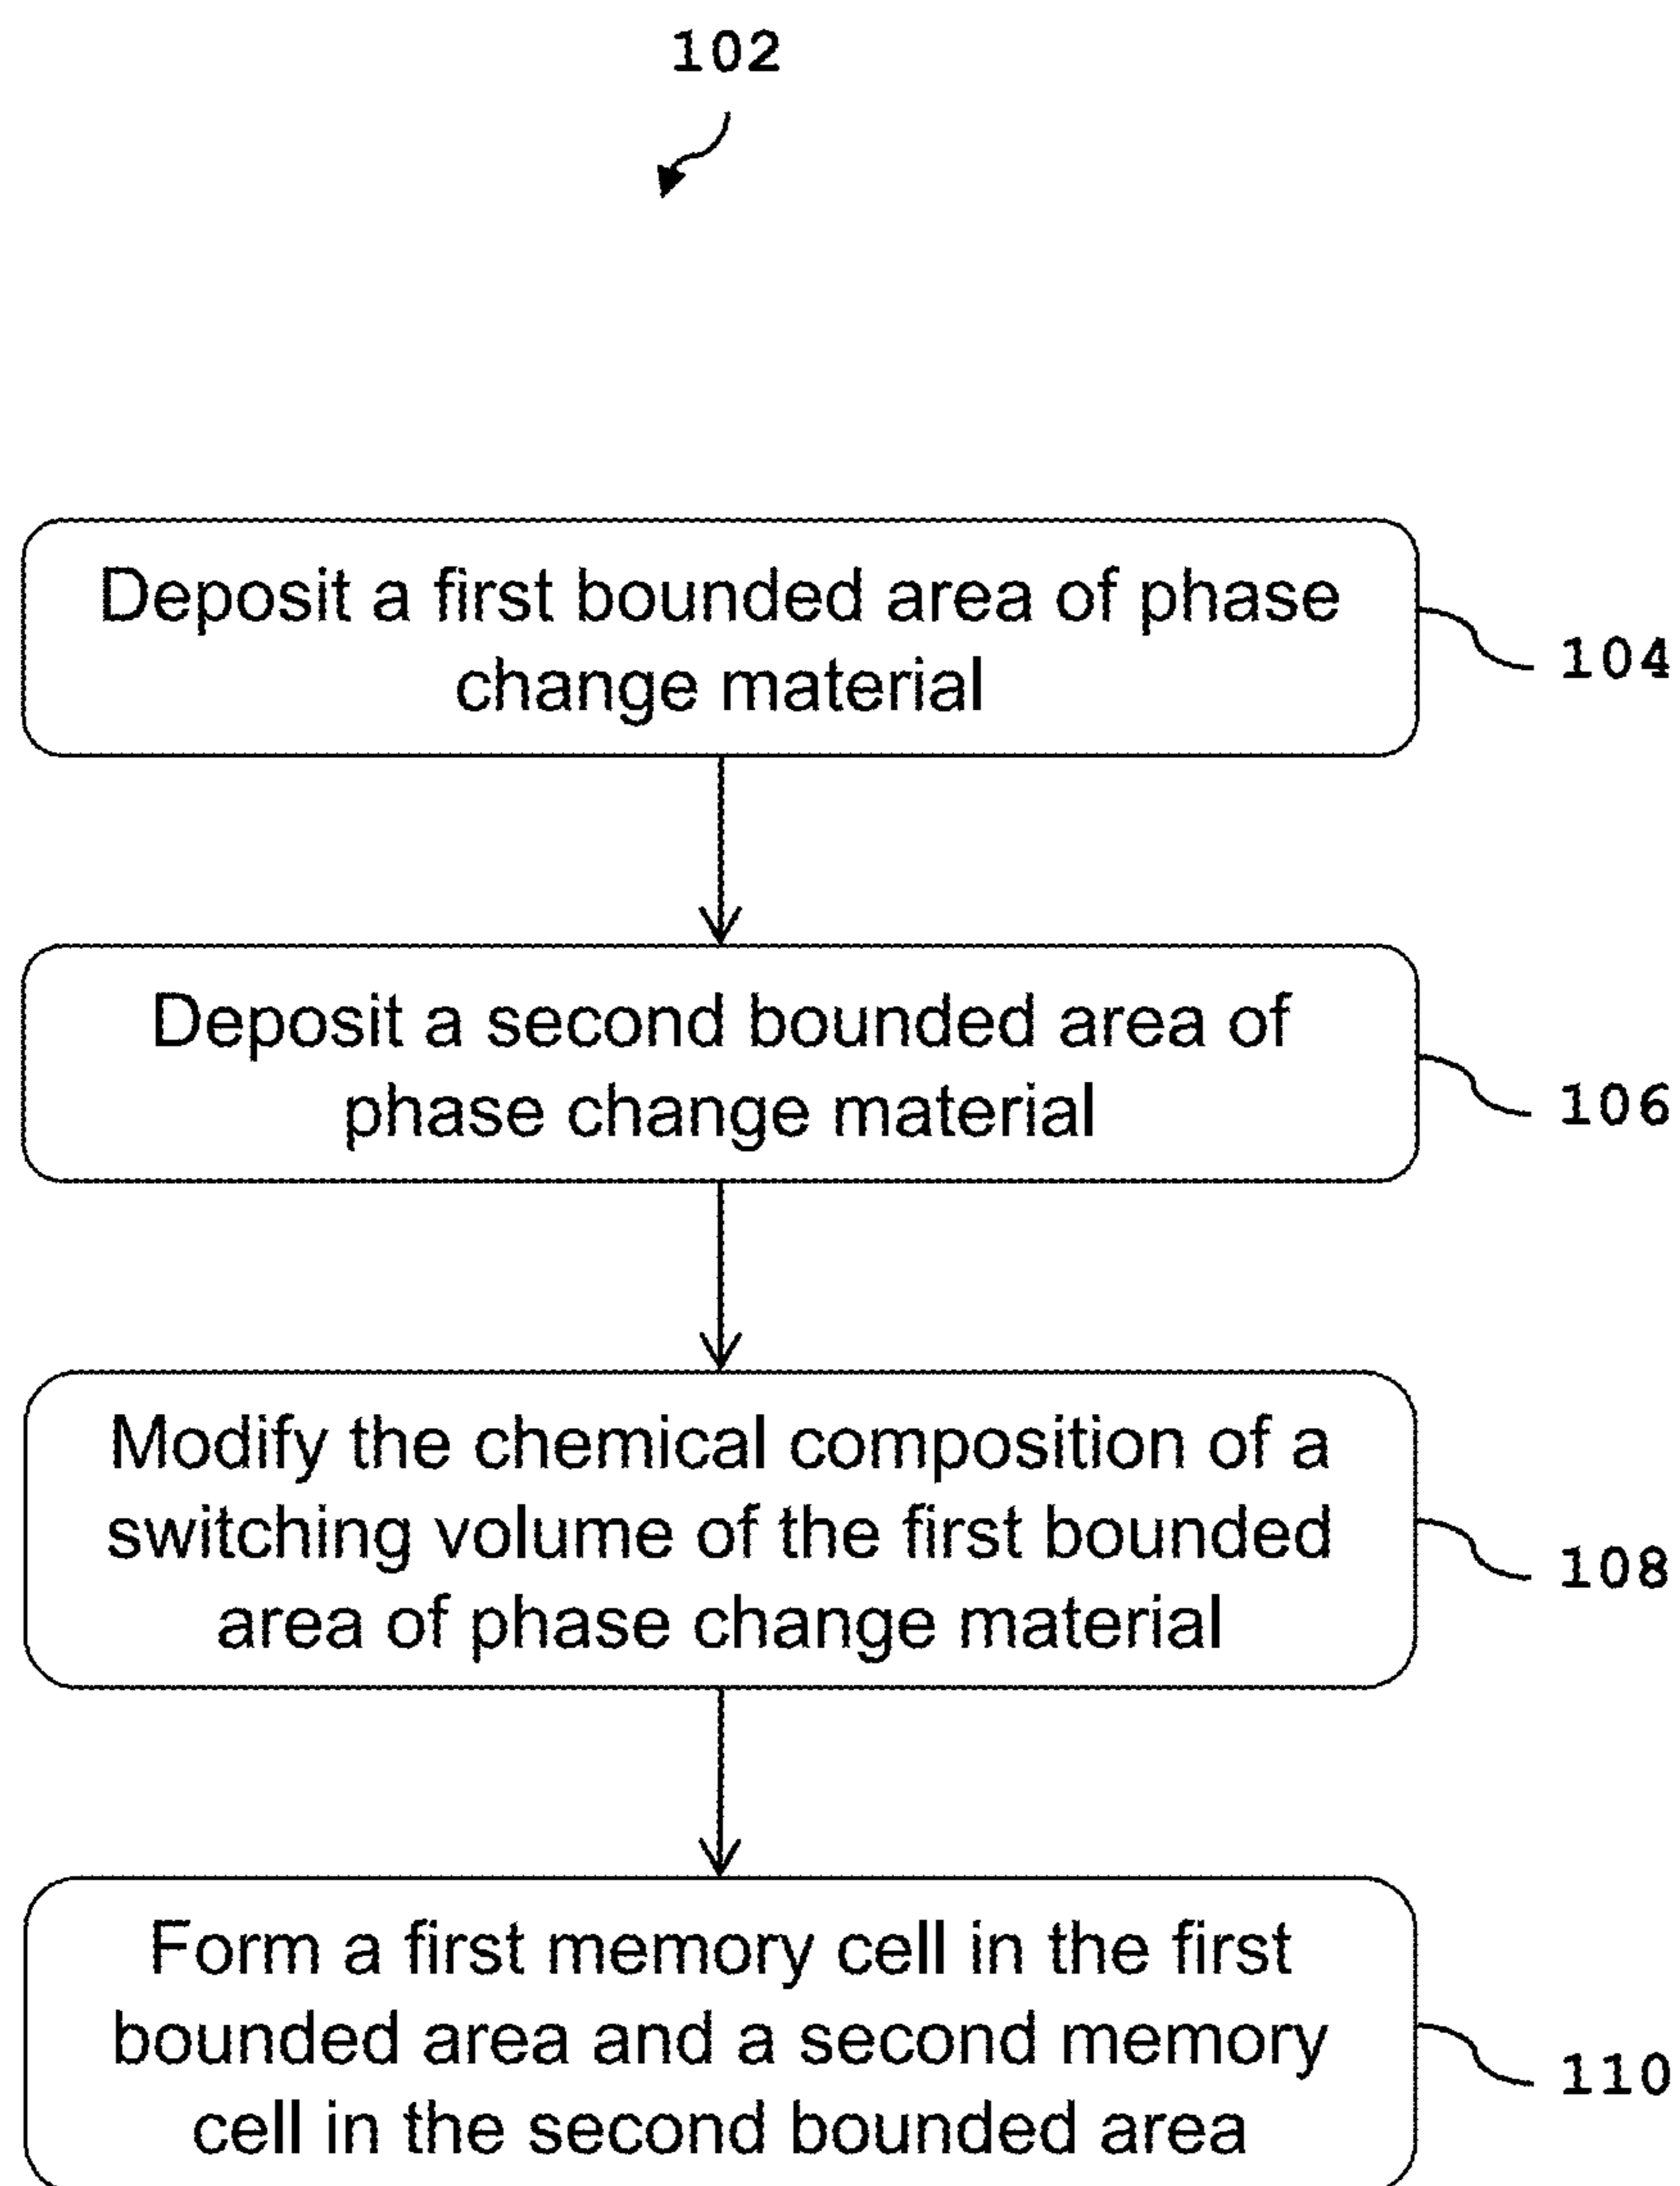 102
Deposit a first bounded area of phase
change material
104
Deposit a second bounded area of
phase change material
106
Modify the chemical composition of a
switching volume of the first bounded
area of phase change material
108
Form a first memory cell in the first
bounded area and a second memory
cell in the second bounded area
110